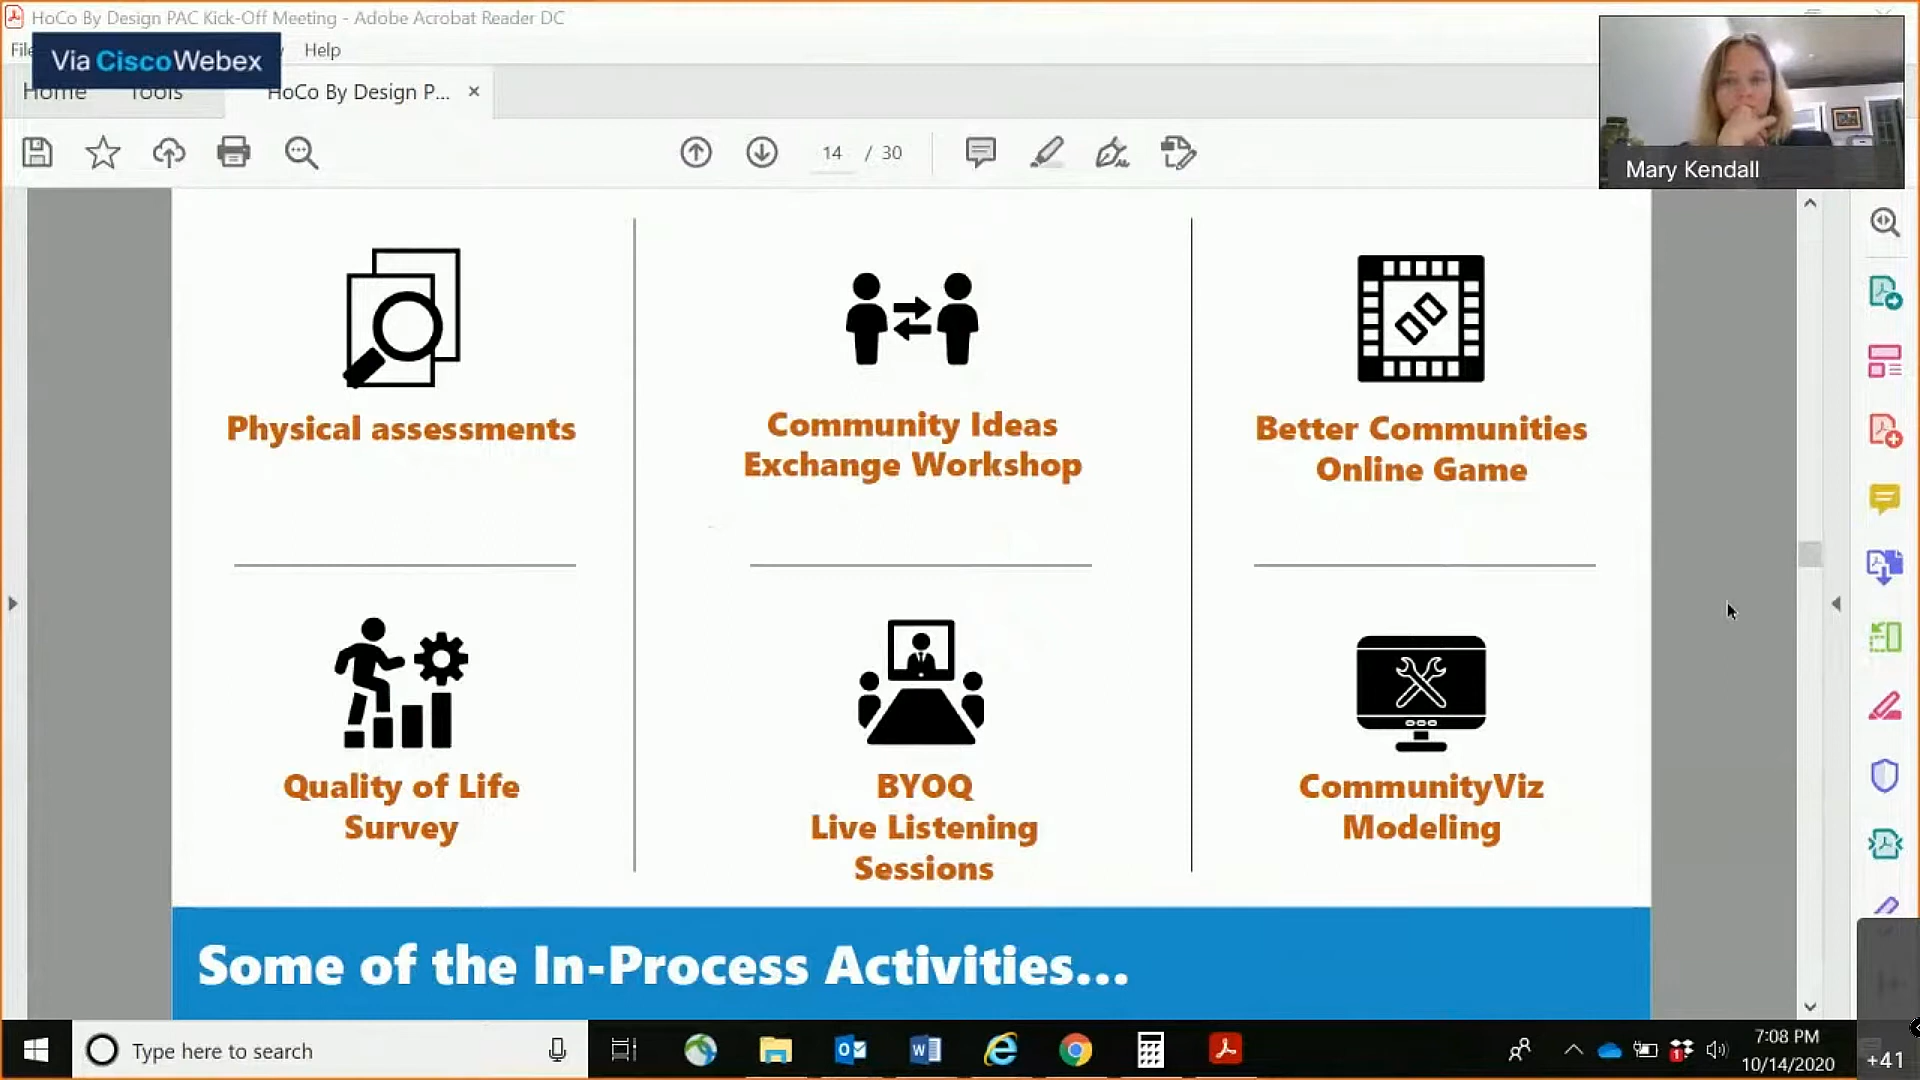 HoCo By Design PAC Kick-Off Meeting - Adobe Acrobat Reader DC
Help
Via CiscoWebex
Home Tools HoCo By Design P... ×
14 / 30
Mary Kendall
Physical assessments
Community Ideas
Exchange Workshop
Better Communities
Online Game
Quality of Life
Survey
BYOQ
Live Listening
Sessions
CommunityViz
Modeling
Some of the In-Process Activities...
Type here to search
7:08 PM
10/14/2020
+41